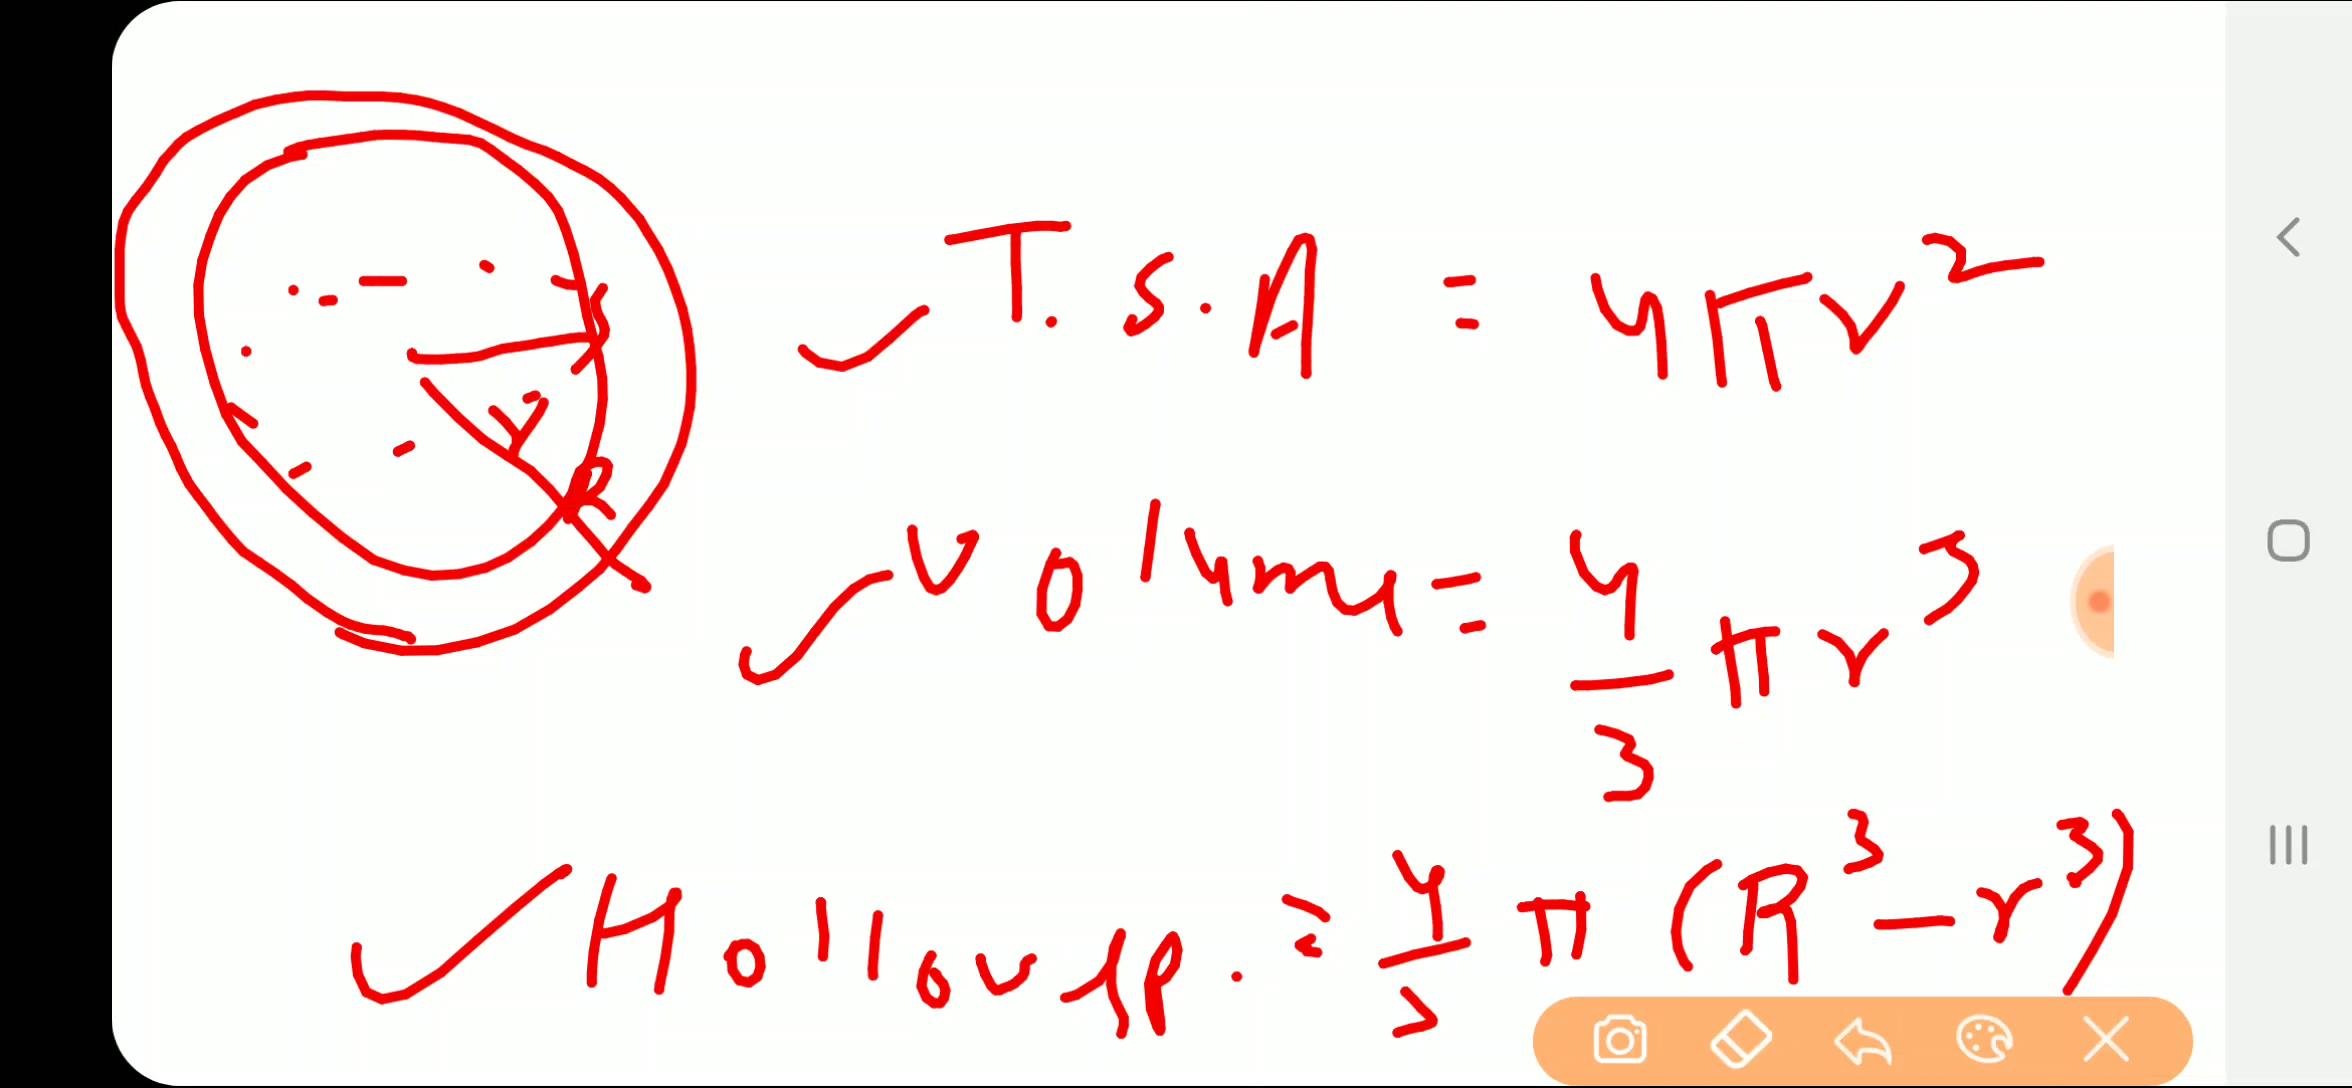 T.S.A = 4πr²
Volume = 4/3 πr³
Hollow sp. = 4/3 π (R³ - r³)
r
R